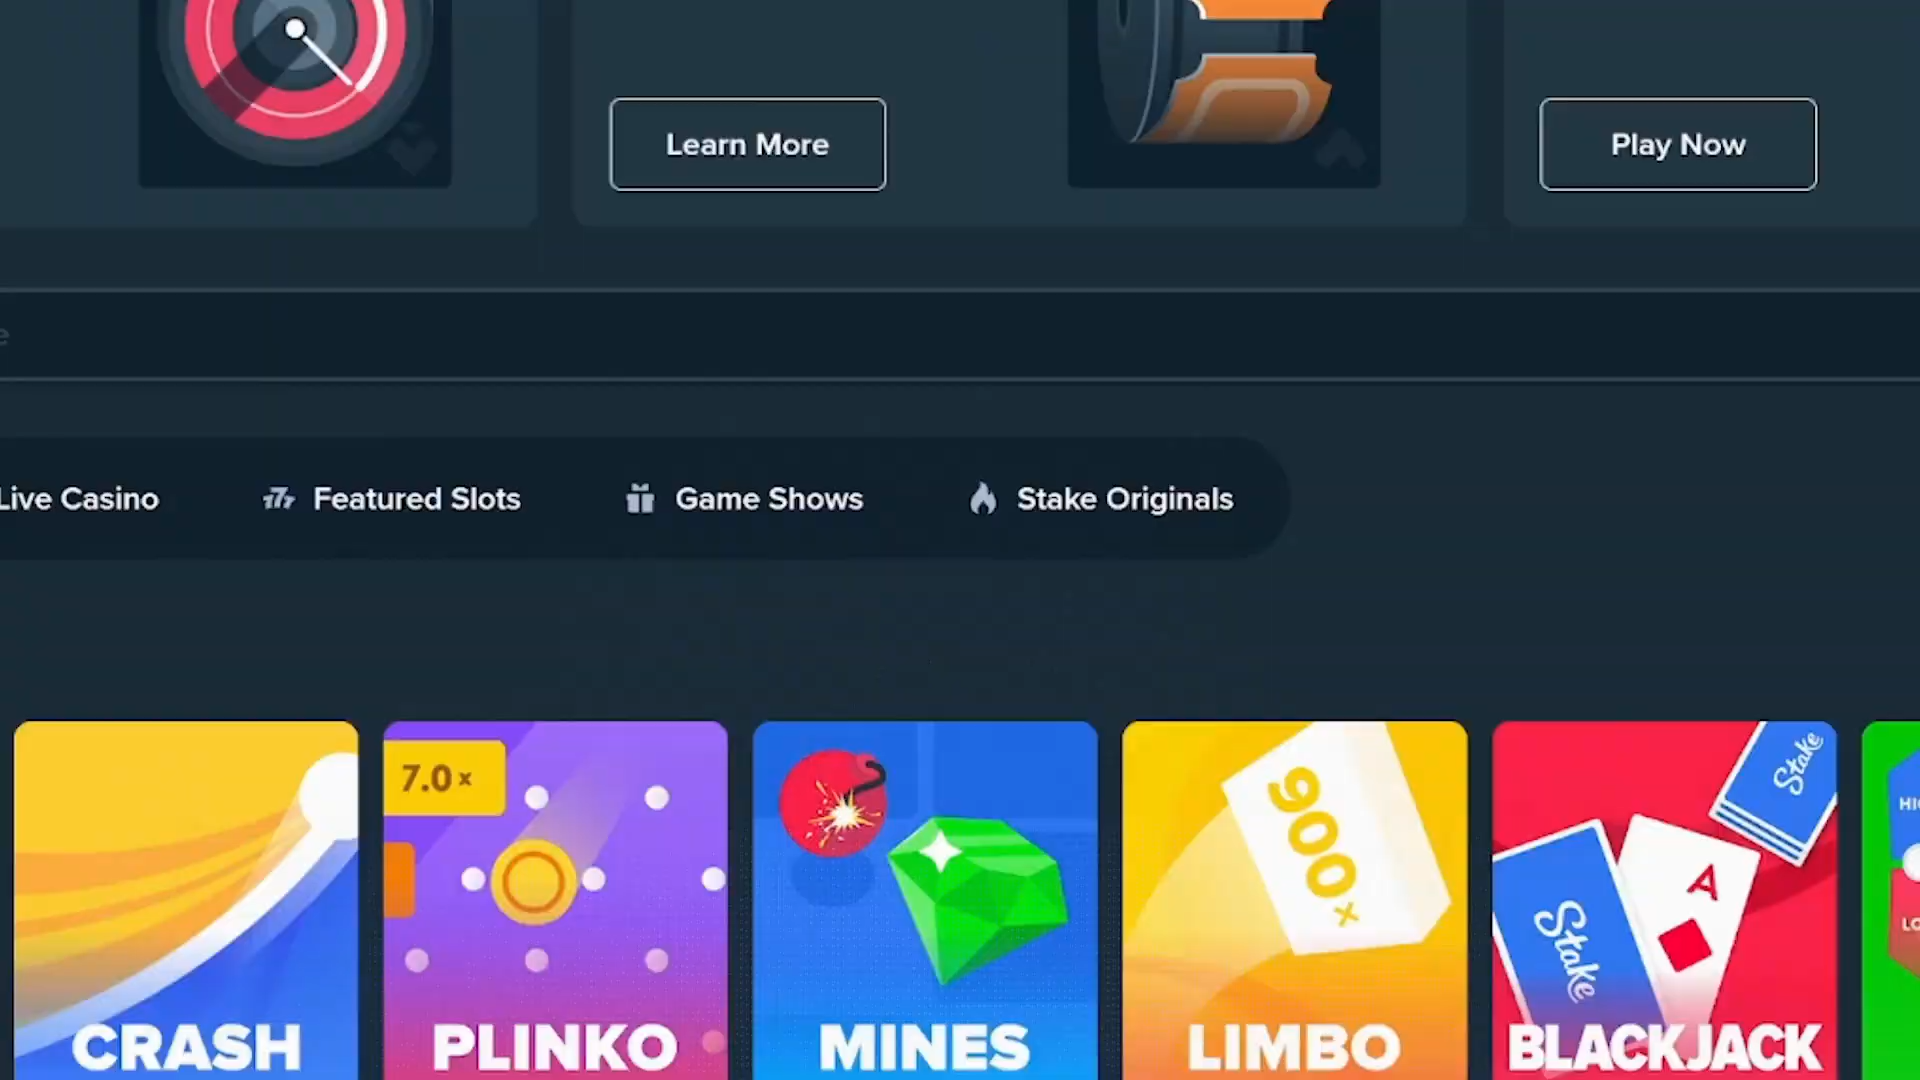 Learn More
Play Now
e
Live Casino
Featured Slots
Game Shows
Stake Originals
7.0×
900×
Stake
A
Stake
CRASH
PLINKO
MINES
LIMBO
BLACKJACK